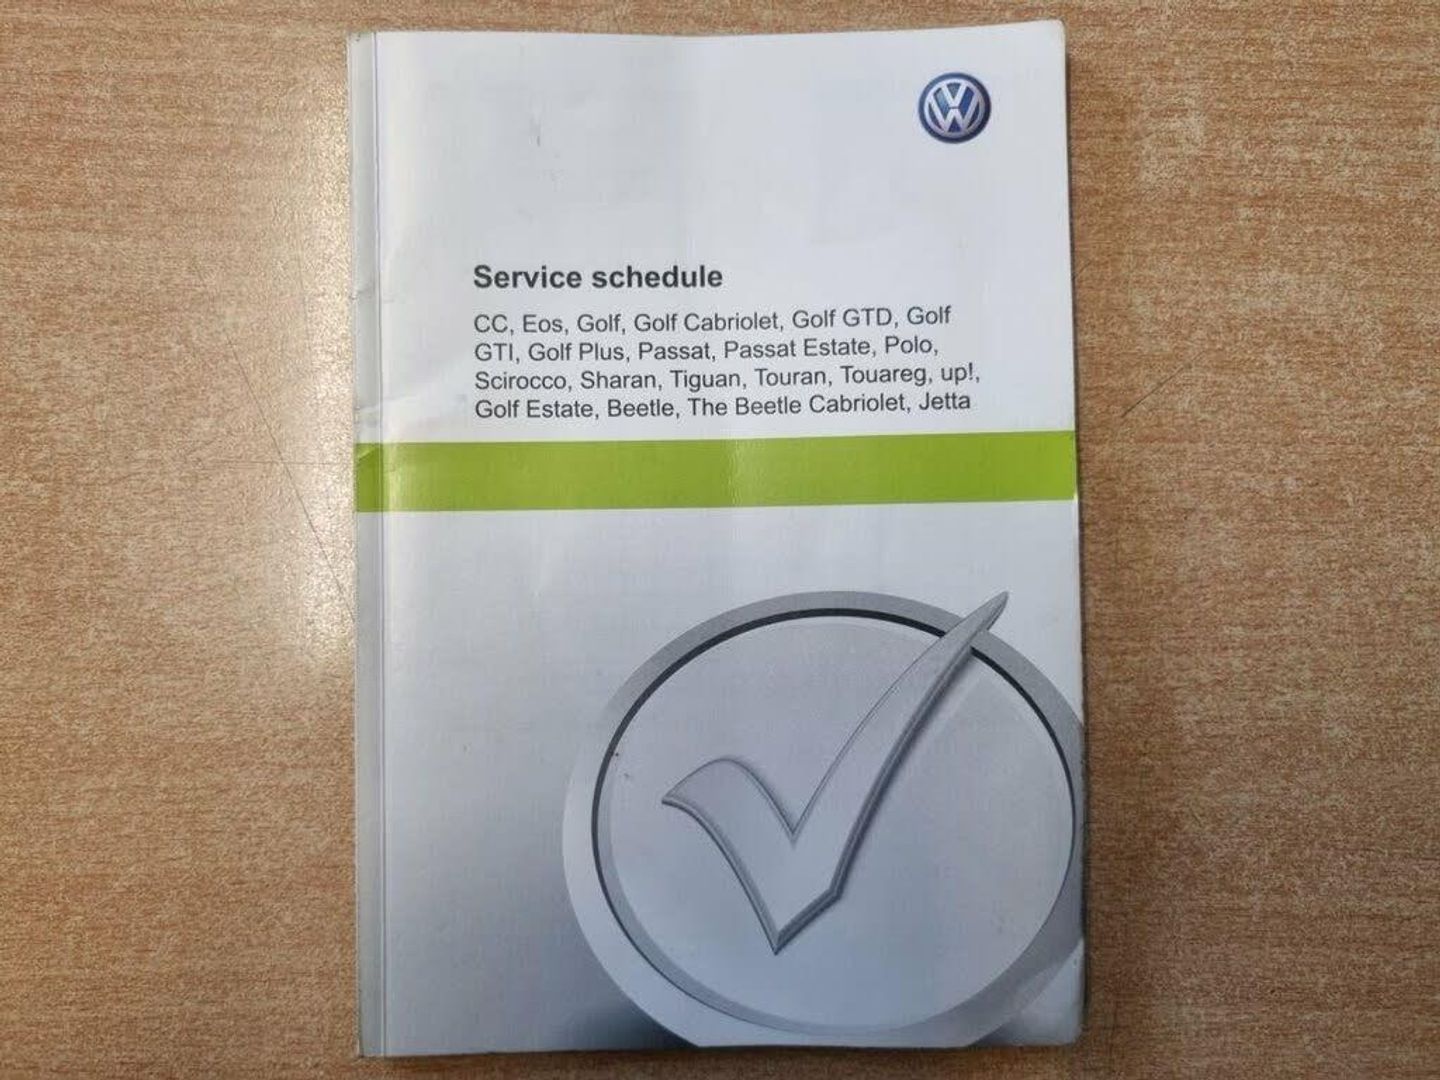 Service schedule
CC, Eos, Golf, Golf Cabriolet, Golf GTD, Golf
GTI, Golf Plus, Passat, Passat Estate, Polo,
Scirocco, Sharan, Tiguan, Touran, Touareg, up!,
Golf Estate, Beetle, The Beetle Cabriolet, Jetta